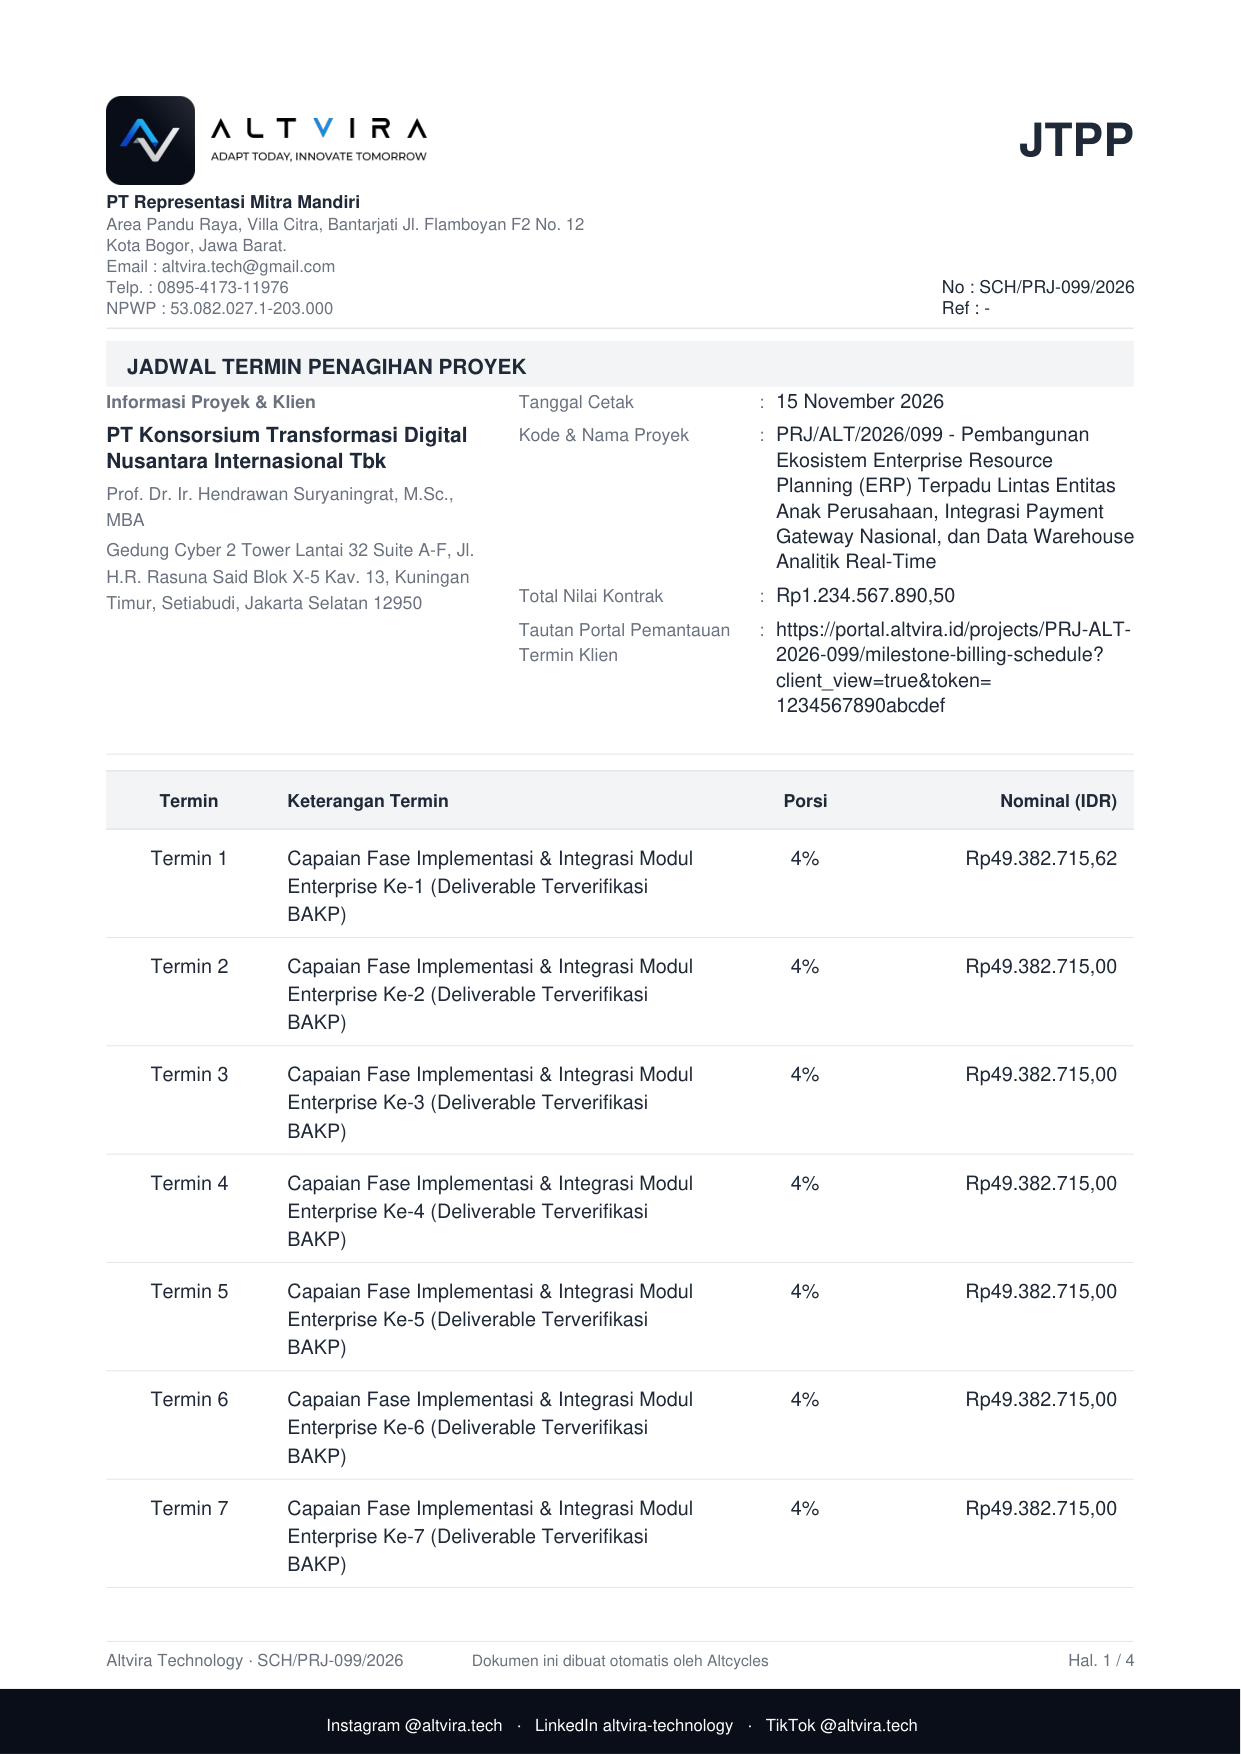 ALTVIRA
ADAPT TODAY, INNOVATE TOMORROW
JTPP
PT Representasi Mitra Mandiri
Area Pandu Raya, Villa Citra, Bantarjati Jl. Flamboyan F2 No. 12
Kota Bogor, Jawa Barat.
Email : altvira.tech@gmail.com
Telp. : 0895-4173-11976
NPWP : 53.082.027.1-203.000
No : SCH/PRJ-099/2026
Ref : -
JADWAL TERMIN PENAGIHAN PROYEK
Informasi Proyek & Klien
PT Konsorsium Transformasi Digital
Nusantara Internasional Tbk
Prof. Dr. Ir. Hendrawan Suryaningrat, M.Sc.,
MBA
Gedung Cyber 2 Tower Lantai 32 Suite A-F, Jl.
H.R. Rasuna Said Blok X-5 Kav. 13, Kuningan
Timur, Setiabudi, Jakarta Selatan 12950
Tanggal Cetak : 15 November 2026
Kode & Nama Proyek : PRJ/ALT/2026/099 - Pembangunan
Ekosistem Enterprise Resource
Planning (ERP) Terpadu Lintas Entitas
Anak Perusahaan, Integrasi Payment
Gateway Nasional, dan Data Warehouse
Analitik Real-Time
Total Nilai Kontrak : Rp1.234.567.890,50
Tautan Portal Pemantauan : https://portal.altvira.id/projects/PRJ-ALT-
Termin Klien 2026-099/milestone-billing-schedule?
client_view=true&token=
1234567890abcdef
Termin Keterangan Termin Porsi Nominal (IDR)
Termin 1 Capaian Fase Implementasi & Integrasi Modul 4% Rp49.382.715,62
Enterprise Ke-1 (Deliverable Terverifikasi
BAKP)
Termin 2 Capaian Fase Implementasi & Integrasi Modul 4% Rp49.382.715,00
Enterprise Ke-2 (Deliverable Terverifikasi
BAKP)
Termin 3 Capaian Fase Implementasi & Integrasi Modul 4% Rp49.382.715,00
Enterprise Ke-3 (Deliverable Terverifikasi
BAKP)
Termin 4 Capaian Fase Implementasi & Integrasi Modul 4% Rp49.382.715,00
Enterprise Ke-4 (Deliverable Terverifikasi
BAKP)
Termin 5 Capaian Fase Implementasi & Integrasi Modul 4% Rp49.382.715,00
Enterprise Ke-5 (Deliverable Terverifikasi
BAKP)
Termin 6 Capaian Fase Implementasi & Integrasi Modul 4% Rp49.382.715,00
Enterprise Ke-6 (Deliverable Terverifikasi
BAKP)
Termin 7 Capaian Fase Implementasi & Integrasi Modul 4% Rp49.382.715,00
Enterprise Ke-7 (Deliverable Terverifikasi
BAKP)
Altvira Technology · SCH/PRJ-099/2026 Dokumen ini dibuat otomatis oleh Altcycles Hal. 1 / 4
Instagram @altvira.tech · LinkedIn altvira-technology · TikTok @altvira.tech